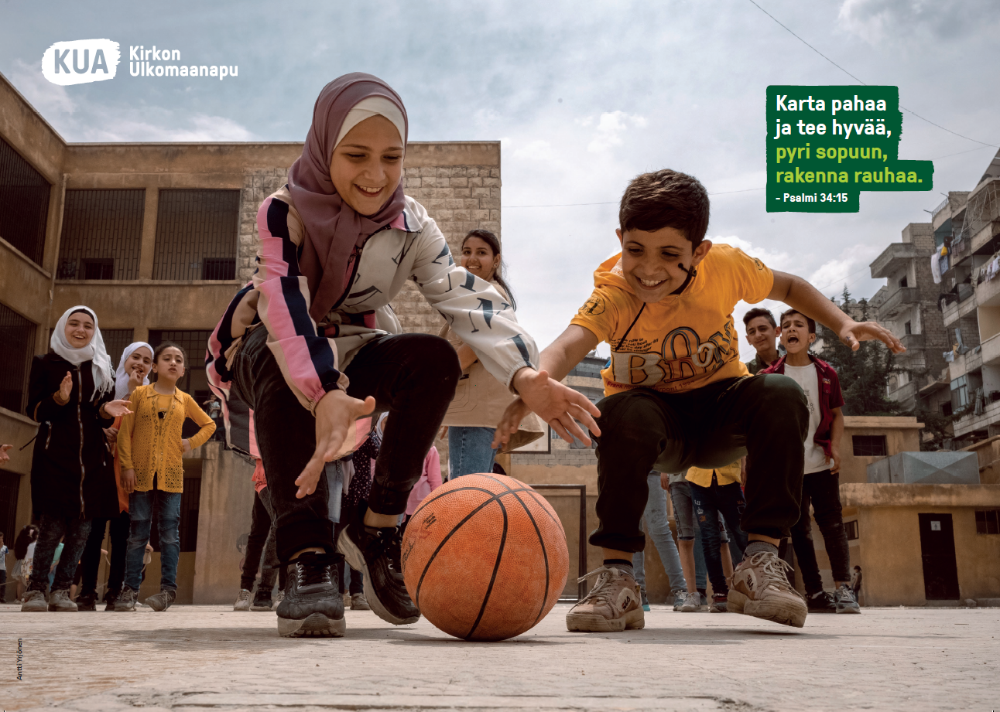 KUA
Kirkon
Ulkomaanapu
Karta pahaa
ja tee hyvää,
pyri sopuun,
rakenna rauhaa.
- Psalmi 34:15
Antti Yrjönen